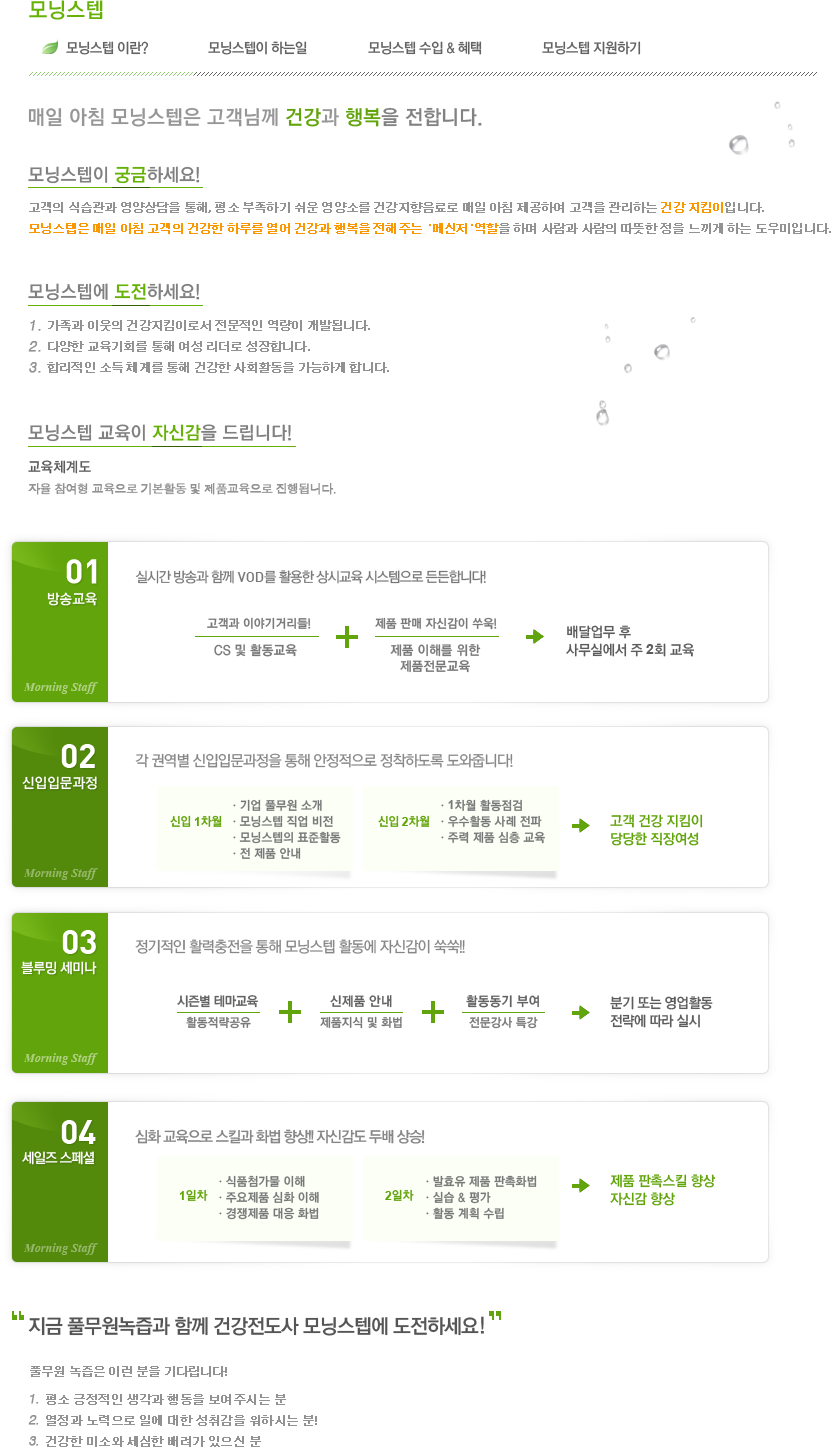 모닝스텝
모닝스텝 이란?
모닝스텝이 하는일
모닝스텝 수입 & 혜택
모닝스텝 지원하기
매일 아침 모닝스텝은 고객님께 건강과 행복을 전합니다.
모닝스텝이 궁금하세요!
고객의 식습관과 영양상담을 통해, 평소 부족하기 쉬운 영양소를 건강지향음료로 매일 아침 제공하여 고객을 관리하는 건강 지킴이입니다.
모닝스텝은 매일 아침 고객의 건강한 하루를 열어 건강과 행복을 전해 주는 '메신저'역할을 하며 사람과 사람의 따뜻한 정을 느끼게 하는 도우미입니다.
모닝스텝에 도전하세요!
1. 가족과 이웃의 건강지킴이로서 전문적인 역량이 개발됩니다.
2. 다양한 교육기회를 통해 여성 리더로 성장합니다.
3. 합리적인 소득 체계를 통해 건강한 사회활동을 가능하게 합니다.
모닝스텝 교육이 자신감을 드립니다!
교육체계도
자율 참여형 교육으로 기본활동 및 제품교육으로 진행됩니다.
01
방송교육
Morning Staff
실시간 방송과 함께 VOD를 활용한 상시교육 시스템으로 든든합니다!
고객과 이야기거리들!
CS 및 활동교육
제품 판매 자신감이 쑤욱!
제품 이해를 위한
제품전문교육
배달업무 후
사무실에서 주 2회 교육
02
신입입문과정
Morning Staff
각 권역별 신입입문과정을 통해 안정적으로 정착하도록 도와줍니다!
신입 1차월
· 기업 풀무원 소개
· 모닝스텝 직업 비전
· 모닝스텝의 표준활동
· 전 제품 안내
신입 2차월
· 1차월 활동점검
· 우수활동 사례 전파
· 주력 제품 심층 교육
고객 건강 지킴이
당당한 직장여성
03
블루밍 세미나
Morning Staff
정기적인 활력충전을 통해 모닝스텝 활동에 자신감이 쑥쑥!!
시즌별 테마교육
활동적략공유
신제품 안내
제품지식 및 화법
활동동기 부여
전문강사 특강
분기 또는 영업활동
전략에 따라 실시
04
세일즈 스페셜
Morning Staff
심화 교육으로 스킬과 화법 향상!! 자신감도 두배 상승!
1일차
· 식품첨가물 이해
· 주요제품 심화 이해
· 경쟁제품 대응 화법
2일차
· 발효유 제품 판촉화법
· 실습 & 평가
· 활동 계획 수립
제품 판촉스킬 향상
자신감 향상
"지금 풀무원녹즙과 함께 건강전도사 모닝스텝에 도전하세요!"
풀무원 녹즙은 이런 분을 기다립니다!
1. 평소 긍정적인 생각과 행동을 보여주시는 분
2. 열정과 노력으로 일에 대한 성취감을 원하시는 분!
3. 건강한 미소와 세심한 배려가 있으신 분